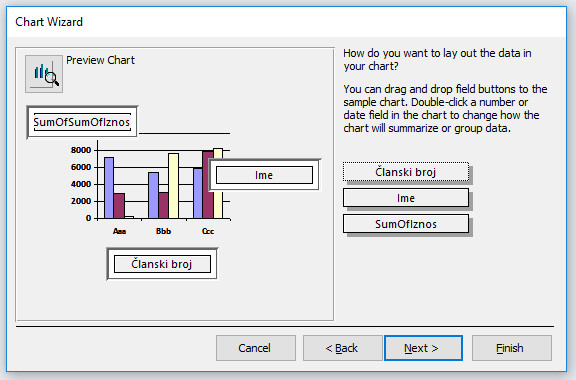 Chart Wizard
Preview Chart
SumOfSumOfIznos
8000
6000
4000
2000
0
Aaa
Bbb
Ccc
Ime
Članski broj
How do you want to lay out the data in
your chart?
You can drag and drop field buttons to the
sample chart. Double-click a number or
date field in the chart to change how the
chart will summarize or group data.
Članski broj
Ime
SumOfIznos
Cancel
< Back
Next >
Finish